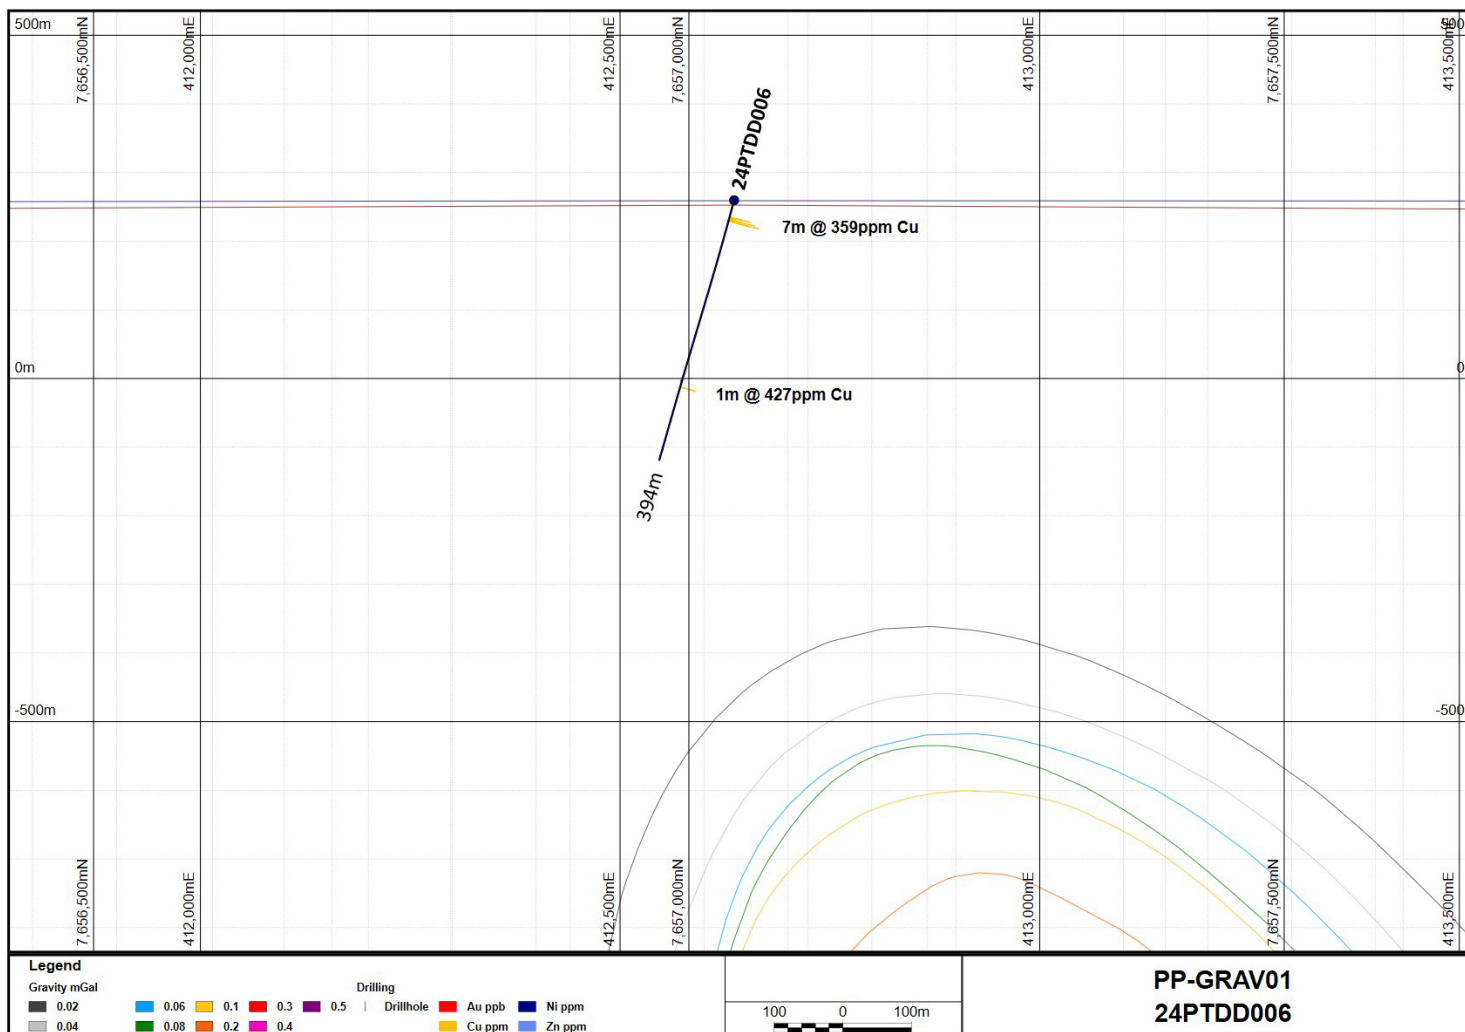 500m
7,656,500mN
412,000mE
412,500mE
7,657,000mN
413,000mE
7,657,500mN
413,500mE
24PTDD006
7m @ 359ppm Cu
0m
0
1m @ 427ppm Cu
394m
-500m
-500
7,656,500mN
412,000mE
412,500mE
7,657,000mN
413,000mE
7,657,500mN
413,500mE
Legend
Gravity mGal
Drilling
0.02
0.06
0.1
0.3
0.5
Drillhole
Au ppb
Ni ppm
0.04
0.08
0.2
0.4
Cu ppm
Zn ppm
100
0
100m
PP-GRAV01
24PTDD006